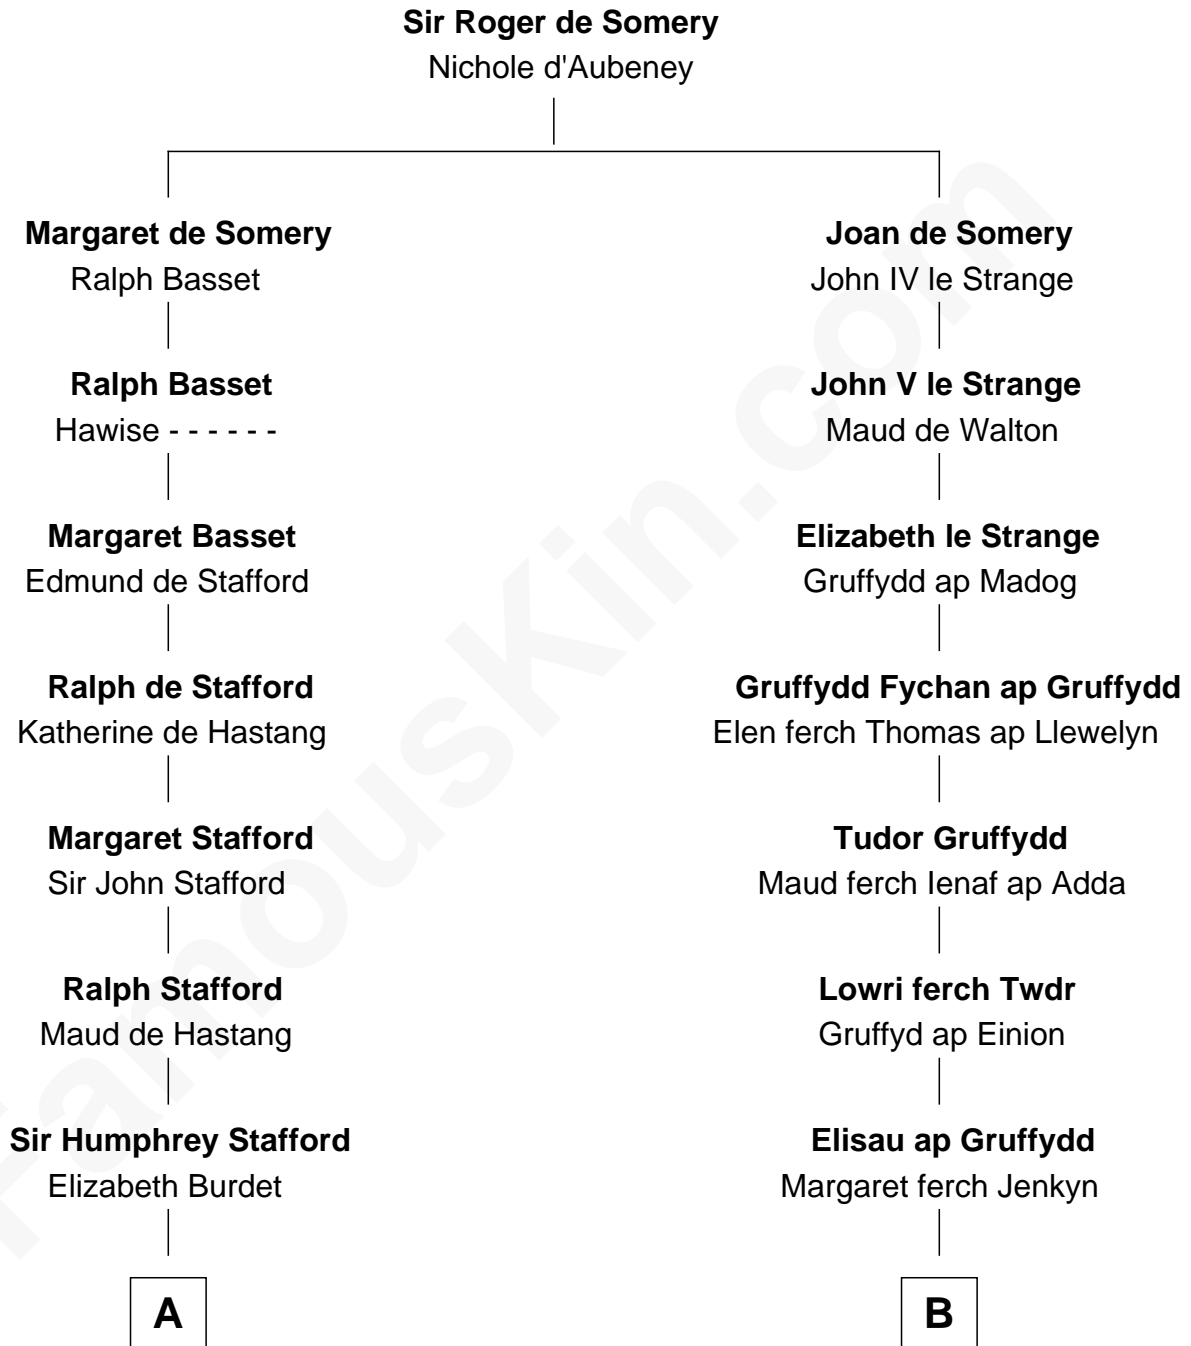 Sir Roger de Somery
Nichole d'Aubeney
Margaret de Somery
Ralph Basset
Ralph Basset
Hawise - - - - - -
Margaret Basset
Edmund de Stafford
Ralph de Stafford
Katherine de Hastang
Margaret Stafford
Sir John Stafford
Ralph Stafford
Maud de Hastang
Sir Humphrey Stafford
Elizabeth Burdet
A
Joan de Somery
John IV le Strange
John V le Strange
Maud de Walton
Elizabeth le Strange
Gruffydd ap Madog
Gruffydd Fychan ap Gruffydd
Elen ferch Thomas ap Llewelyn
Tudor Gruffydd
Maud ferch Ienaf ap Adda
Lowri ferch Twdr
Gruffyd ap Einion
Elisau ap Gruffydd
Margaret ferch Jenkyn
B
FamousKin.com